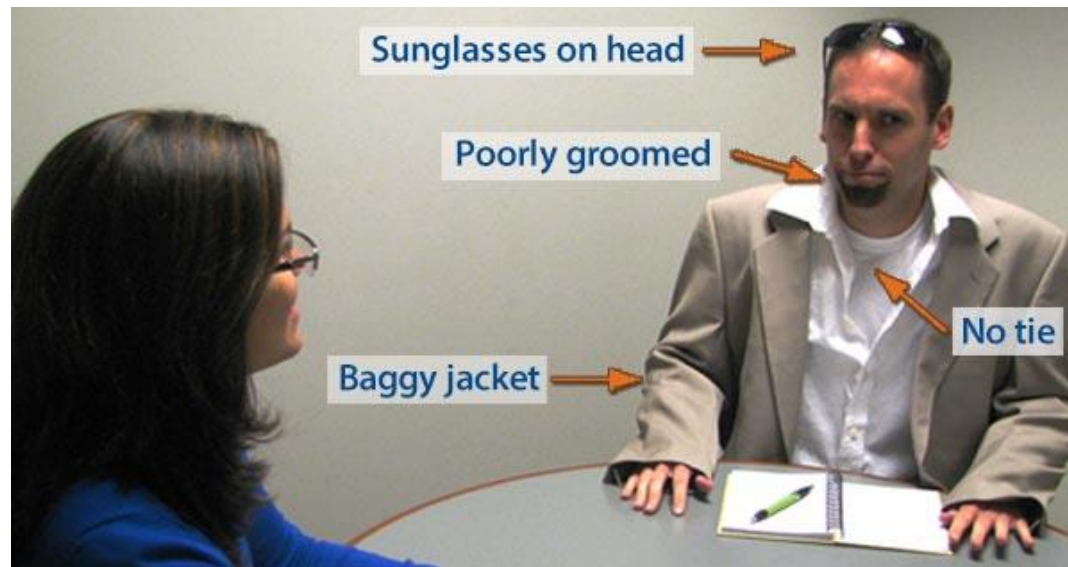 Sunglasses on head
Poorly groomed
No tie
Baggy jacket